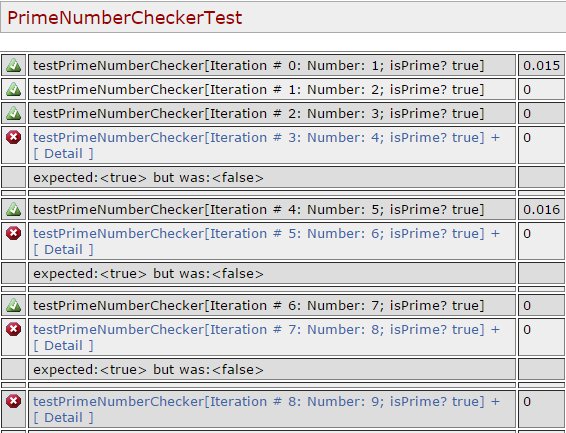 PrimeNumberCheckerTest
testPrimeNumberChecker[Iteration # 0: Number: 1; isPrime? true] 0.015
testPrimeNumberChecker[Iteration # 1: Number: 2; isPrime? true] 0
testPrimeNumberChecker[Iteration # 2: Number: 3; isPrime? true] 0
testPrimeNumberChecker[Iteration # 3: Number: 4; isPrime? true] + 0
[ Detail ]
expected:<true> but was:<false>
testPrimeNumberChecker[Iteration # 4: Number: 5; isPrime? true] 0.016
testPrimeNumberChecker[Iteration # 5: Number: 6; isPrime? true] + 0
[ Detail ]
expected:<true> but was:<false>
testPrimeNumberChecker[Iteration # 6: Number: 7; isPrime? true] 0
testPrimeNumberChecker[Iteration # 7: Number: 8; isPrime? true] + 0
[ Detail ]
expected:<true> but was:<false>
testPrimeNumberChecker[Iteration # 8: Number: 9; isPrime? true] + 0
[ Detail ]